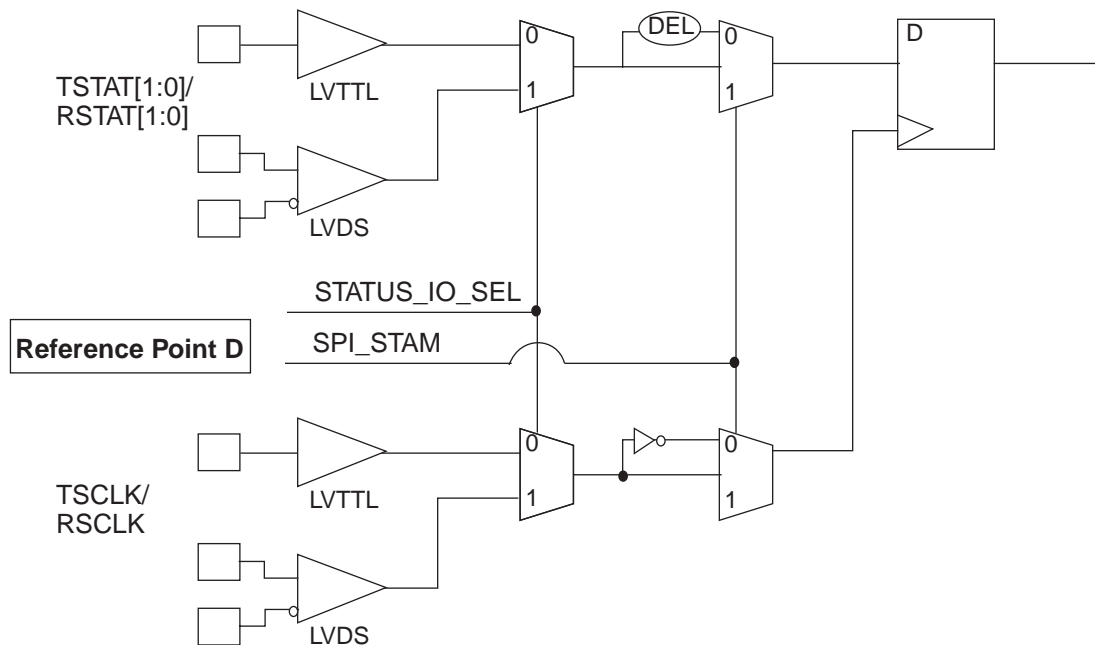 DEL
0
0
D
TSTAT[1:0]/
RSTAT[1:0]
LVTTL
1
1
LVDS
STATUS_IO_SEL
Reference Point D
SPI_STAM
0
0
TSCLK/
RSCLK
LVTTL
1
1
LVDS